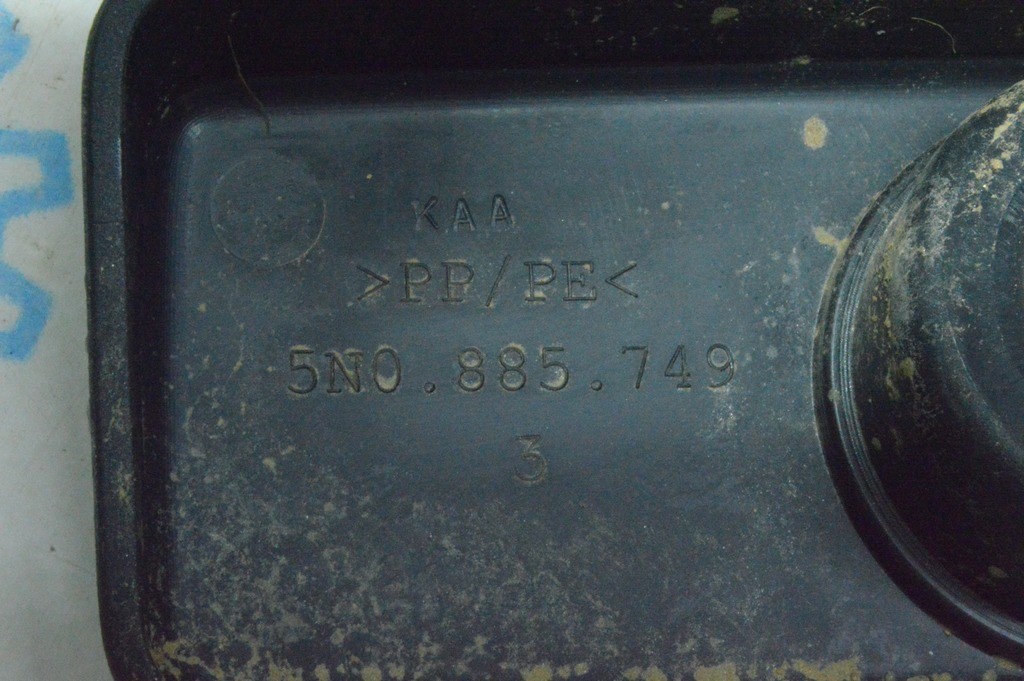 KAA
>PP/PE<
5N0.885.749
3